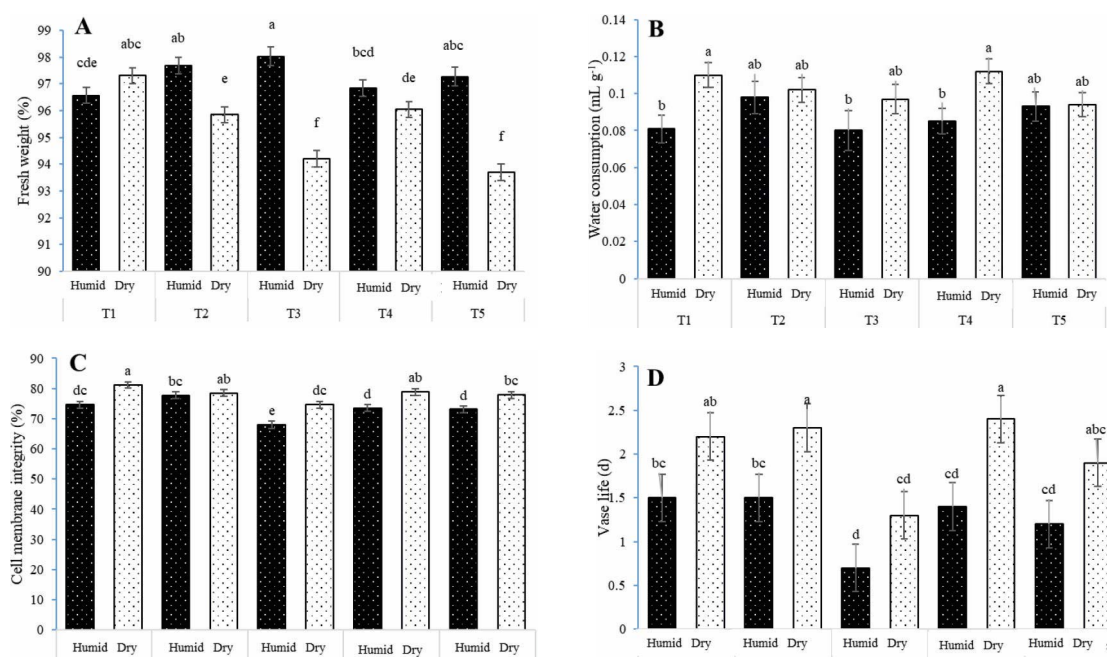 A
Fresh weight (%)
99
98
97
96
95
94
93
92
91
90
cde abc ab e a f bcd de abc f
Humid Dry Humid Dry Humid Dry Humid Dry Humid Dry
T1 T2 T3 T4 T5
B
Water consumption (mL g⁻¹)
0.14
0.12
0.1
0.08
0.06
0.04
0.02
0
b a ab ab b ab b a ab ab
Humid Dry Humid Dry Humid Dry Humid Dry Humid Dry
T1 T2 T3 T4 T5
C
Cell membrane integrity (%)
90
80
70
60
50
40
30
20
10
0
dc a bc ab e dc d ab d bc
Humid Dry Humid Dry Humid Dry Humid Dry Humid Dry
D
Vase life (d)
3
2.5
2
1.5
1
0.5
0
bc ab bc a d cd cd a cd abc
Humid Dry Humid Dry Humid Dry Humid Dry Humid Dry